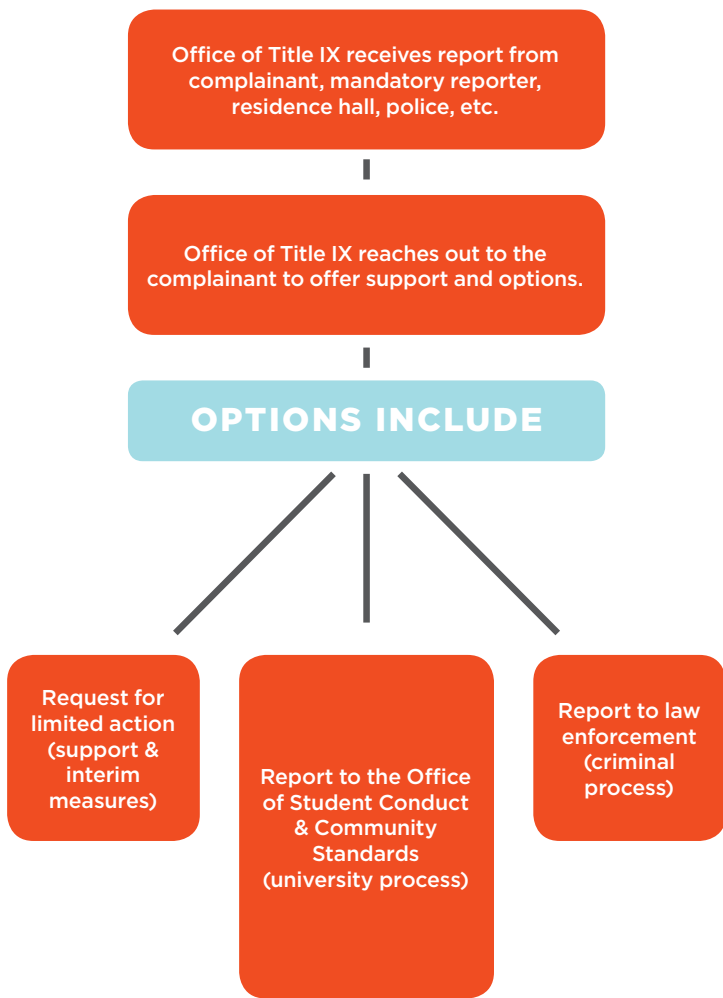 Office of Title IX receives report from
complainant, mandatory reporter,
residence hall, police, etc.
Office of Title IX reaches out to the
complainant to offer support and options.
OPTIONS INCLUDE
Request for
limited action
(support &
interim
measures)
Report to the Office
of Student Conduct
& Community
Standards
(university process)
Report to law
enforcement
(criminal
process)